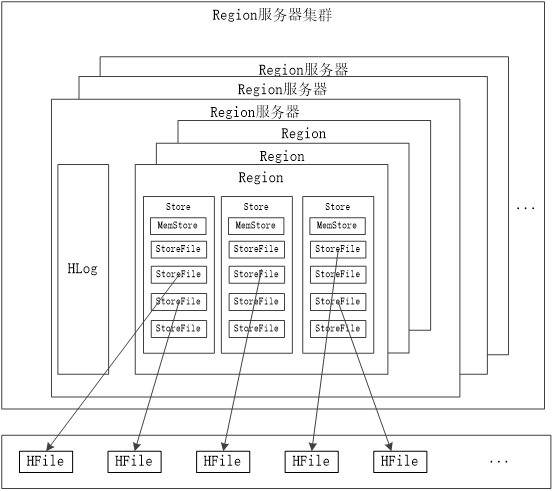 Region服务器集群
Region服务器
Region服务器
Region服务器
Region
Region
Region
...
HLog
Store Store Store
MemStore MemStore MemStore
StoreFile StoreFile StoreFile
StoreFile StoreFile StoreFile
StoreFile StoreFile StoreFile
StoreFile StoreFile StoreFile
HFile HFile HFile HFile HFile ...